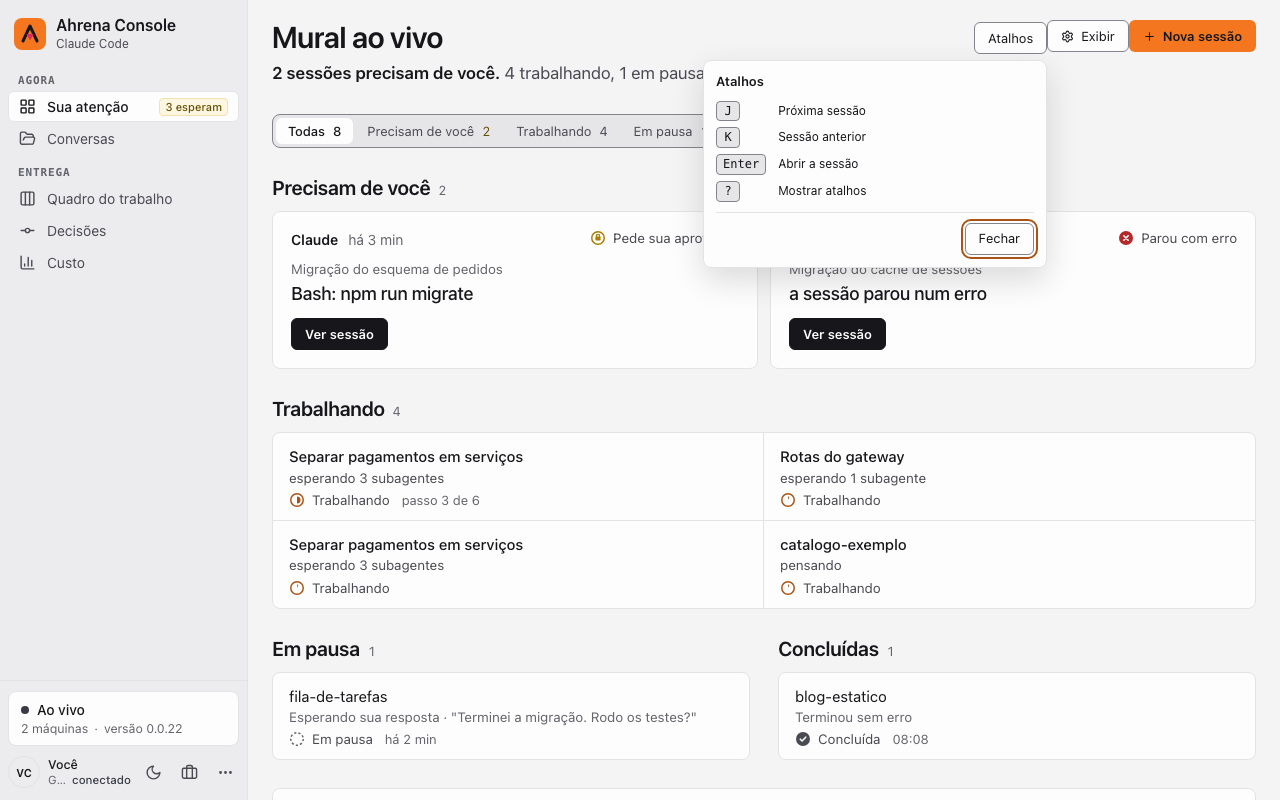 Ahrena Console
Claude Code
AGORA
Sua atenção
3 esperam
Conversas
ENTREGA
Quadro do trabalho
Decisões
Custo
Ao vivo
2 máquinas · versão 0.0.22
VC
Você
G... conectado
Mural ao vivo
Atalhos
Exibir
+ Nova sessão
2 sessões precisam de você. 4 trabalhando, 1 em pausa
Todas 8
Precisam de você 2
Trabalhando 4
Em pausa
Atalhos
J Próxima sessão
K Sessão anterior
Enter Abrir a sessão
? Mostrar atalhos
Fechar
Precisam de você 2
Claude há 3 min
Pede sua apro
Migração do esquema de pedidos
Bash: npm run migrate
Ver sessão
Parou com erro
Migração do cache de sessões
a sessão parou num erro
Ver sessão
Trabalhando 4
Separar pagamentos em serviços
esperando 3 subagentes
Trabalhando passo 3 de 6
Rotas do gateway
esperando 1 subagente
Trabalhando
Separar pagamentos em serviços
esperando 3 subagentes
Trabalhando
catalogo-exemplo
pensando
Trabalhando
Em pausa 1
fila-de-tarefas
Esperando sua resposta · "Terminei a migração. Rodo os testes?"
Em pausa há 2 min
Concluídas 1
blog-estatico
Terminou sem erro
Concluída 08:08